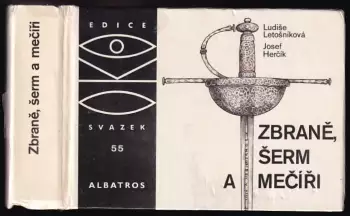 Zbraně, šerm a mečíři
EDICE
OKO
SVAZEK
55
ALBATROS
Ludiše
Letošníková
Josef
Herčík
ZBRANĚ,
ŠERM
A MEČÍŘI